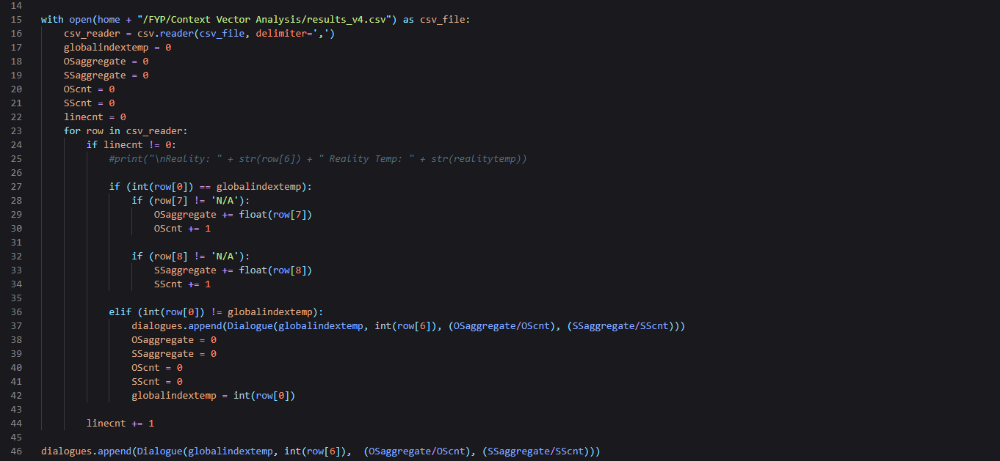 14
15 with open(home + "/FYP/Context Vector Analysis/results_v4.csv") as csv_file:
16     csv_reader = csv.reader(csv_file, delimiter=',')
17     globalindextemp = 0
18     OSaggregate = 0
19     SSaggregate = 0
20     OScnt = 0
21     SScnt = 0
22     linecnt = 0
23     for row in csv_reader:
24         if linecnt != 0:
25             #print("\nReality: " + str(row[6]) + " Reality Temp: " + str(realitytemp))
26
27             if (int(row[0]) == globalindextemp):
28                 if (row[7] != 'N/A'):
29                     OSaggregate += float(row[7])
30                     OScnt += 1
31
32                 if (row[8] != 'N/A'):
33                     SSaggregate += float(row[8])
34                     SScnt += 1
35
36             elif (int(row[0]) != globalindextemp):
37                 dialogues.append(Dialogue(globalindextemp, int(row[6]), (OSaggregate/OScnt), (SSaggregate/SScnt)))
38                 OSaggregate = 0
39                 SSaggregate = 0
40                 OScnt = 0
41                 SScnt = 0
42                 globalindextemp = int(row[0])
43
44         linecnt += 1
45
46 dialogues.append(Dialogue(globalindextemp, int(row[6]),  (OSaggregate/OScnt), (SSaggregate/SScnt)))